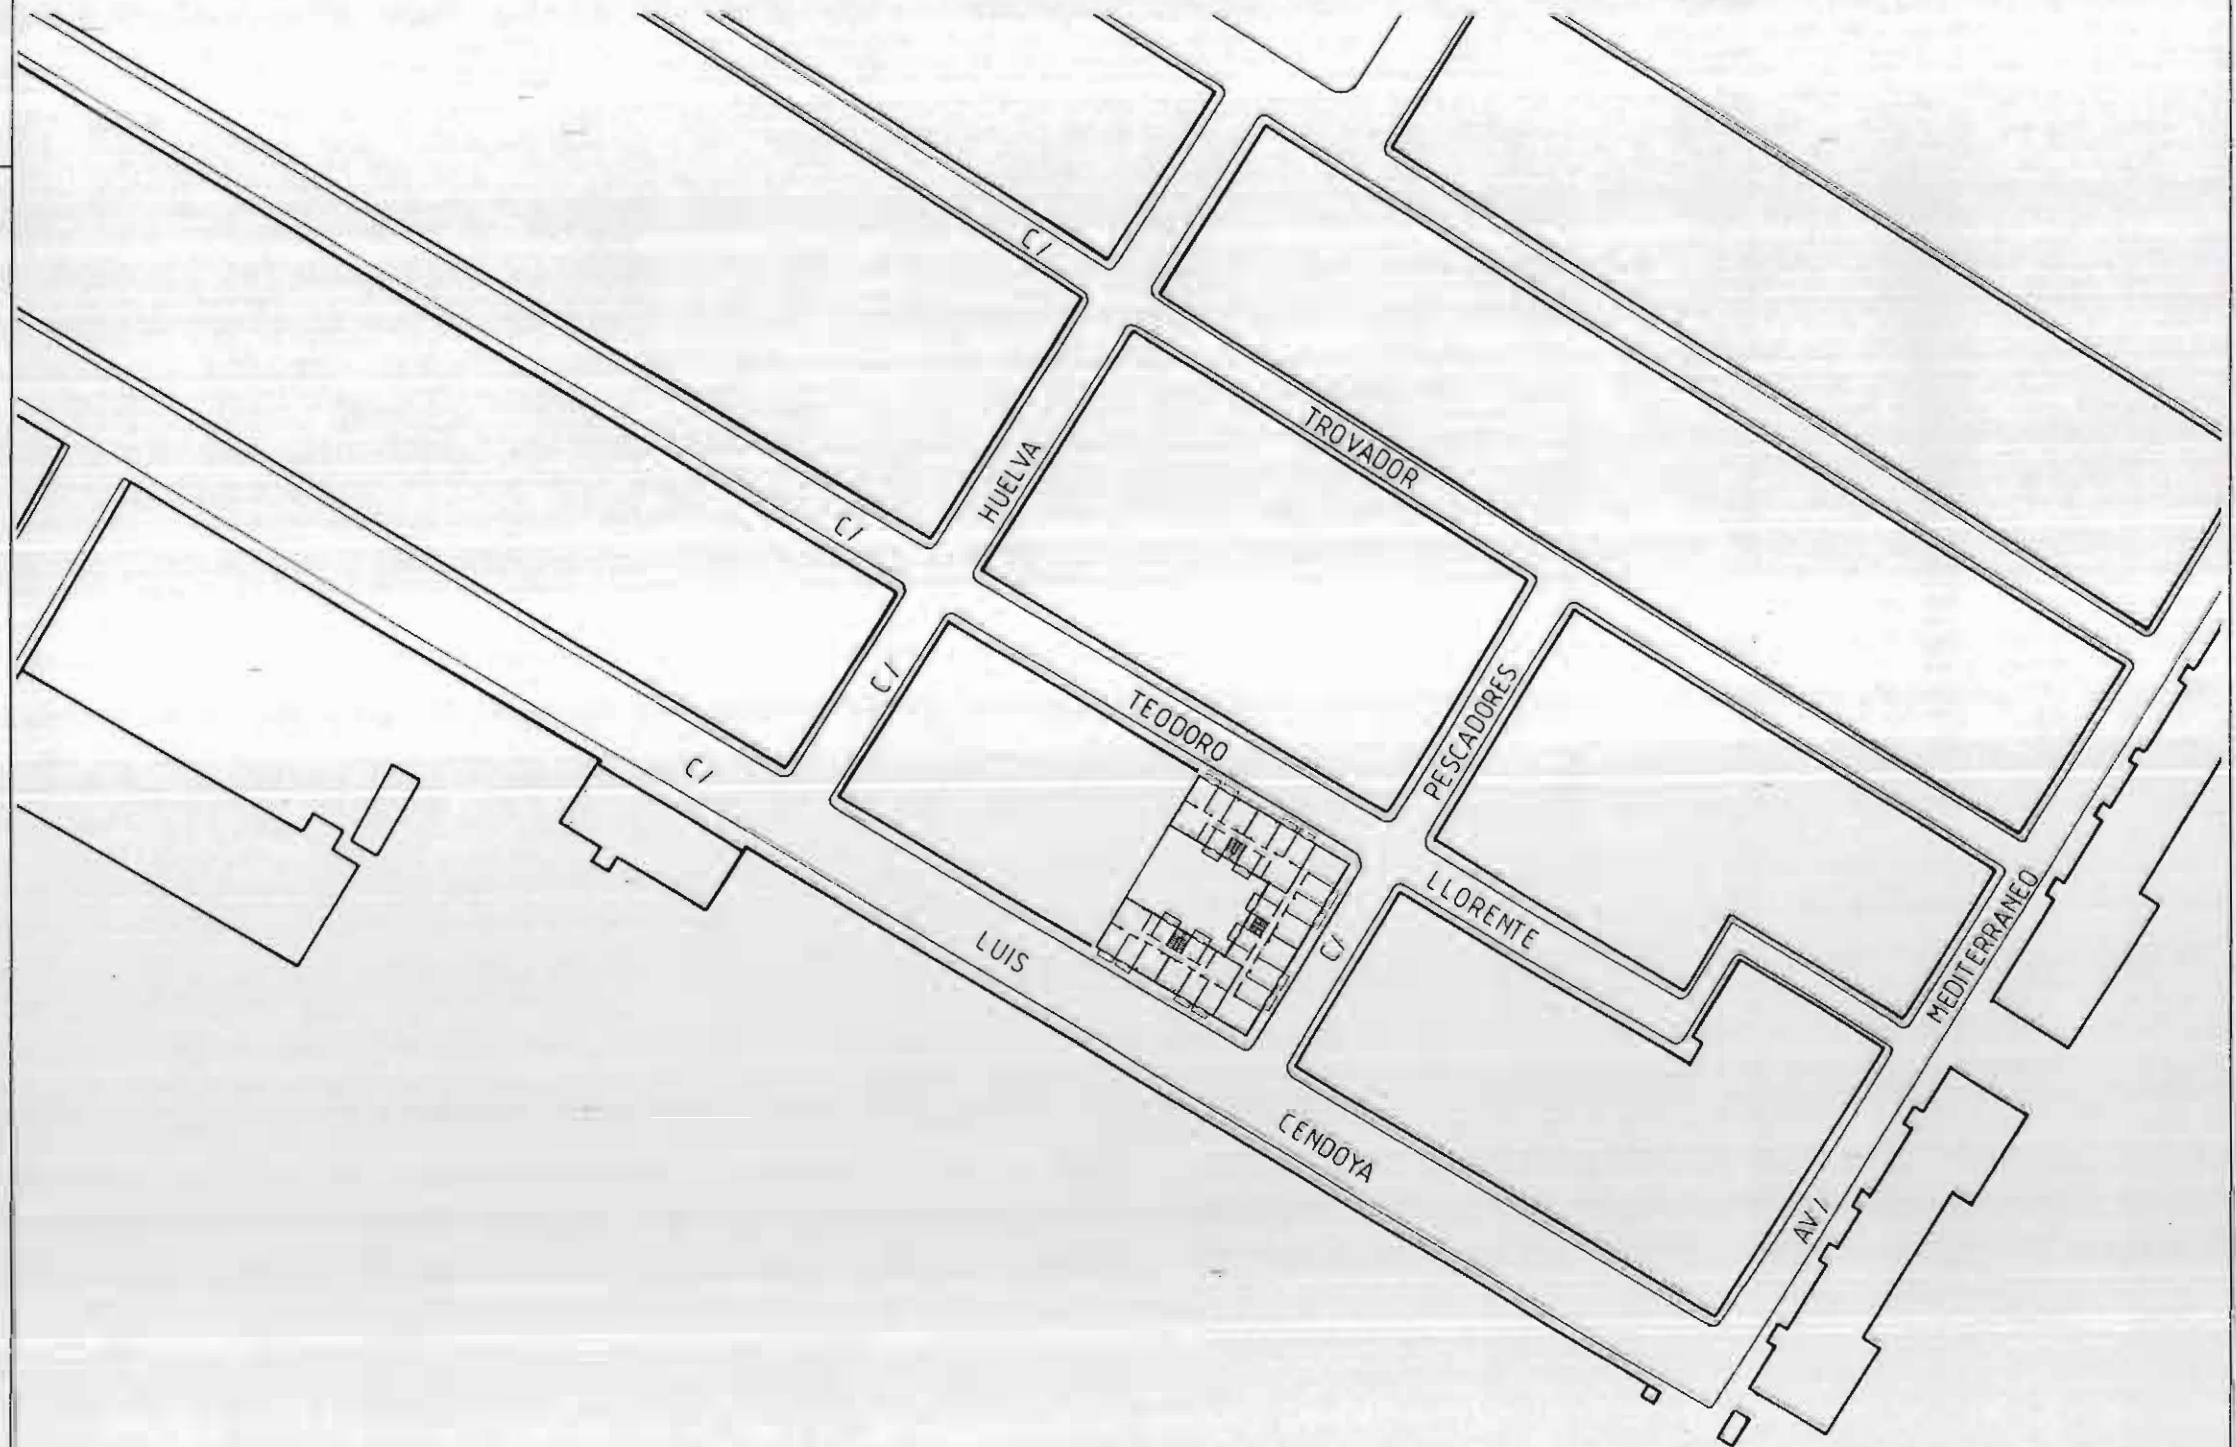 C/ TROVADOR
C/ HUELVA
C/ TEODORO LLORENTE
C/ PESCADORES
C/ LUIS CENDOYA
AV/ MEDITERRANEO